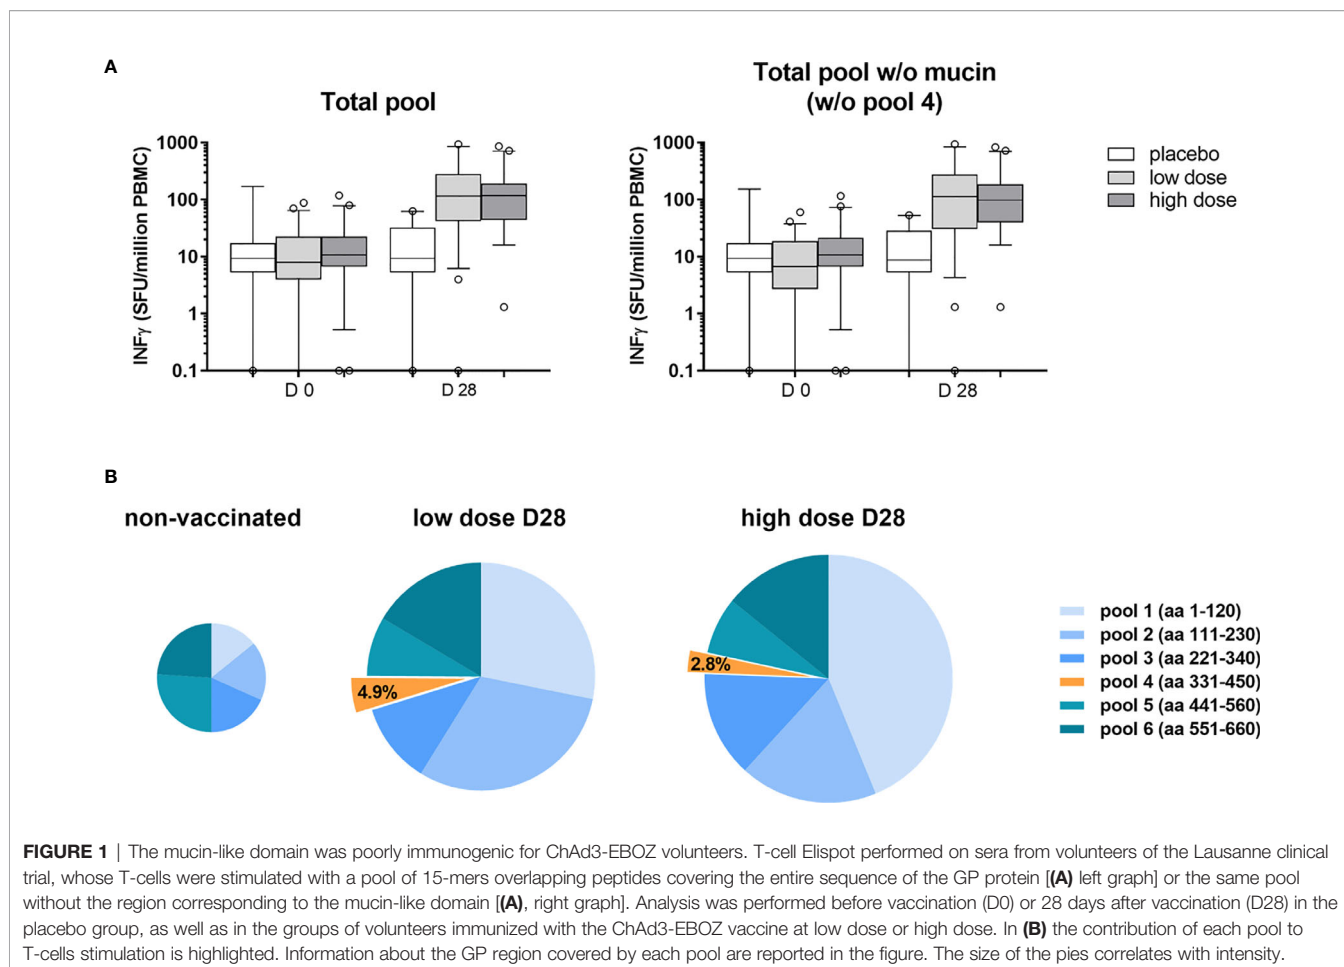 A
Total pool
Total pool w/o mucin
(w/o pool 4)
INFγ (SFU/million PBMC)
1000
100
10
1
0.1
D 0
D 28
INFγ (SFU/million PBMC)
1000
100
10
1
0.1
D 0
D 28
placebo
low dose
high dose
B
non-vaccinated
low dose D28
high dose D28
4.9%
2.8%
pool 1 (aa 1-120)
pool 2 (aa 111-230)
pool 3 (aa 221-340)
pool 4 (aa 331-450)
pool 5 (aa 441-560)
pool 6 (aa 551-660)
FIGURE 1 | The mucin-like domain was poorly immunogenic for ChAd3-EBOZ volunteers. T-cell Elispot performed on sera from volunteers of the Lausanne clinical
trial, whose T-cells were stimulated with a pool of 15-mers overlapping peptides covering the entire sequence of the GP protein [(A) left graph] or the same pool
without the region corresponding to the mucin-like domain [(A), right graph]. Analysis was performed before vaccination (D0) or 28 days after vaccination (D28) in the
placebo group, as well as in the groups of volunteers immunized with the ChAd3-EBOZ vaccine at low dose or high dose. In (B) the contribution of each pool to
T-cells stimulation is highlighted. Information about the GP region covered by each pool are reported in the figure. The size of the pies correlates with intensity.